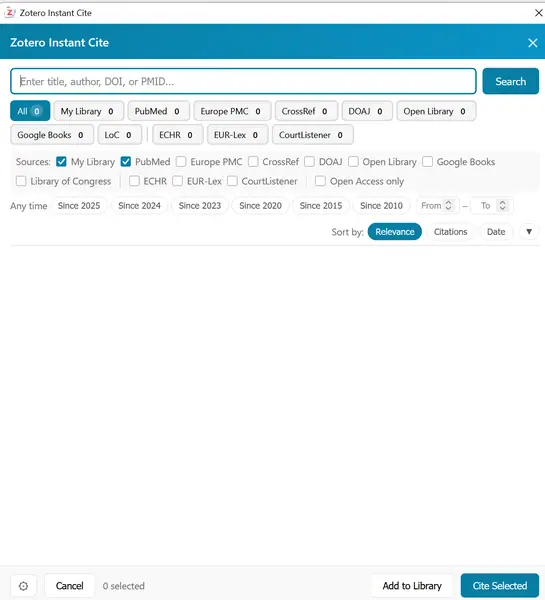 Zotero Instant Cite
Zotero Instant Cite
Enter title, author, DOI, or PMID... Search
All 0 My Library 0 PubMed 0 Europe PMC 0 CrossRef 0 DOAJ 0 Open Library 0
Google Books 0 LoC 0 ECHR 0 EUR-Lex 0 CourtListener 0
Sources: My Library PubMed Europe PMC CrossRef DOAJ Open Library Google Books
Library of Congress ECHR EUR-Lex CourtListener Open Access only
Any time Since 2025 Since 2024 Since 2023 Since 2020 Since 2015 Since 2010 From – To
Sort by: Relevance Citations Date
Cancel 0 selected Add to Library Cite Selected